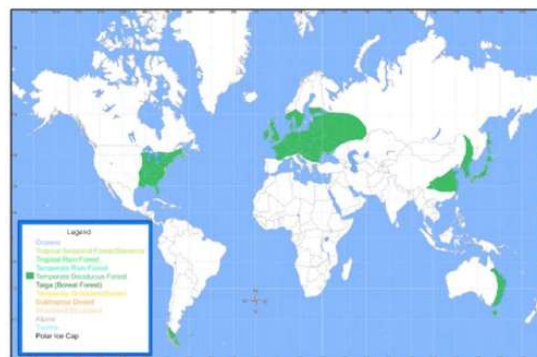 Legend
Oceans
Tropical Seasonal Forest/Savanna
Tropical Rain Forest
Temperate Rain Forest
Temperate Deciduous Forest
Taiga (Boreal Forest)
Subtropical Desert
Alpine
Tundra
Polar Ice Cap